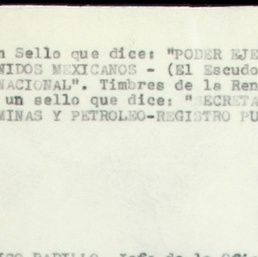 n Sello que dice: "PODER EJE
NIDOS MEXICANOS - (El Escudo
NACIONAL". Timbres de la Ren
un sello que dice: "SECRETA
MINAS Y PETROLEO-REGISTRO PU